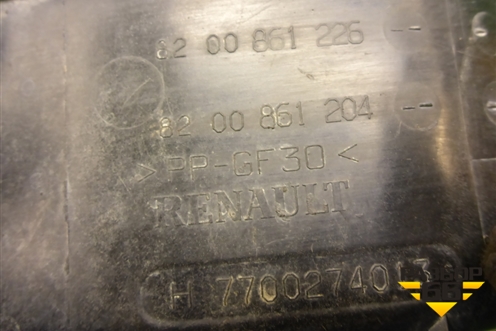 82 00 861 226 --
82 00 861 204 --
>PP-GF30<
RENAULT
H 7700274013